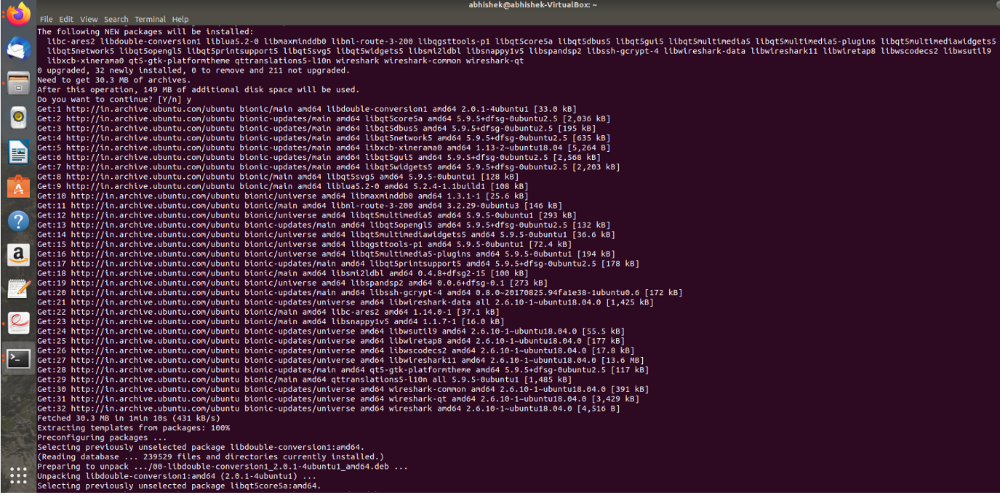 abhishek@abhishek-VirtualBox: ~
File Edit View Search Terminal Help
The following NEW packages will be installed:
libc-ares2 libdouble-conversion1 liblua5.2-0 libmaxminddb0 libnl-route-3-200 libqgsttools-p1 libqt5core5a libqt5dbus5 libqt5gui5 libqt5multimedia5 libqt5multimedia5-plugins libqt5multimediawidgets5
libqt5network5 libqt5opengl5 libqt5printsupport5 libqt5svg5 libqt5widgets5 libsmi2ldbl libsnappy1v5 libspandsp2 libssh-gcrypt-4 libwireshark-data libwireshark11 libwiretap8 libwscodecs2 libwsutil9
libxcb-xinerama0 qt5-gtk-platformtheme qttranslations5-l10n wireshark wireshark-common wireshark-qt
0 upgraded, 32 newly installed, 0 to remove and 211 not upgraded.
Need to get 30.3 MB of archives.
After this operation, 149 MB of additional disk space will be used.
Do you want to continue? [Y/n] y
Get:1 http://in.archive.ubuntu.com/ubuntu bionic/main amd64 libdouble-conversion1 amd64 2.0.1-4ubuntu1 [33.0 kB]
Get:2 http://in.archive.ubuntu.com/ubuntu bionic-updates/main amd64 libqt5core5a amd64 5.9.5+dfsg-0ubuntu2.5 [2,036 kB]
Get:3 http://in.archive.ubuntu.com/ubuntu bionic-updates/main amd64 libqt5dbus5 amd64 5.9.5+dfsg-0ubuntu2.5 [195 kB]
Get:4 http://in.archive.ubuntu.com/ubuntu bionic-updates/main amd64 libqt5network5 amd64 5.9.5+dfsg-0ubuntu2.5 [635 kB]
Get:5 http://in.archive.ubuntu.com/ubuntu bionic-updates/main amd64 libxcb-xinerama0 amd64 1.13-2~ubuntu18.04 [5,264 B]
Get:6 http://in.archive.ubuntu.com/ubuntu bionic-updates/main amd64 libqt5gui5 amd64 5.9.5+dfsg-0ubuntu2.5 [2,568 kB]
Get:7 http://in.archive.ubuntu.com/ubuntu bionic-updates/main amd64 libqt5widgets5 amd64 5.9.5+dfsg-0ubuntu2.5 [2,203 kB]
Get:8 http://in.archive.ubuntu.com/ubuntu bionic/main amd64 libqt5svg5 amd64 5.9.5-0ubuntu1 [128 kB]
Get:9 http://in.archive.ubuntu.com/ubuntu bionic/main amd64 liblua5.2-0 amd64 5.2.4-1.1build1 [108 kB]
Get:10 http://in.archive.ubuntu.com/ubuntu bionic/universe amd64 libmaxminddb0 amd64 1.3.1-1 [25.6 kB]
Get:11 http://in.archive.ubuntu.com/ubuntu bionic/main amd64 libnl-route-3-200 amd64 3.2.29-0ubuntu3 [146 kB]
Get:12 http://in.archive.ubuntu.com/ubuntu bionic/universe amd64 libqt5multimedia5 amd64 5.9.5-0ubuntu1 [293 kB]
Get:13 http://in.archive.ubuntu.com/ubuntu bionic-updates/main amd64 libqt5opengl5 amd64 5.9.5+dfsg-0ubuntu2.5 [132 kB]
Get:14 http://in.archive.ubuntu.com/ubuntu bionic/universe amd64 libqt5multimediawidgets5 amd64 5.9.5-0ubuntu1 [36.6 kB]
Get:15 http://in.archive.ubuntu.com/ubuntu bionic/universe amd64 libqgsttools-p1 amd64 5.9.5-0ubuntu1 [72.4 kB]
Get:16 http://in.archive.ubuntu.com/ubuntu bionic/universe amd64 libqt5multimedia5-plugins amd64 5.9.5-0ubuntu1 [194 kB]
Get:17 http://in.archive.ubuntu.com/ubuntu bionic-updates/main amd64 libqt5printsupport5 amd64 5.9.5+dfsg-0ubuntu2.5 [178 kB]
Get:18 http://in.archive.ubuntu.com/ubuntu bionic/main amd64 libsmi2ldbl amd64 0.4.8+dfsg2-15 [100 kB]
Get:19 http://in.archive.ubuntu.com/ubuntu bionic/universe amd64 libspandsp2 amd64 0.0.6+dfsg-0.1 [273 kB]
Get:20 http://in.archive.ubuntu.com/ubuntu bionic-updates/main amd64 libssh-gcrypt-4 amd64 0.8.0~20170825.94fa1e38-1ubuntu0.6 [172 kB]
Get:21 http://in.archive.ubuntu.com/ubuntu bionic-updates/universe amd64 libwireshark-data all 2.6.10-1~ubuntu18.04.0 [1,425 kB]
Get:22 http://in.archive.ubuntu.com/ubuntu bionic/main amd64 libc-ares2 amd64 1.14.0-1 [37.1 kB]
Get:23 http://in.archive.ubuntu.com/ubuntu bionic/main amd64 libsnappy1v5 amd64 1.1.7-1 [16.0 kB]
Get:24 http://in.archive.ubuntu.com/ubuntu bionic-updates/universe amd64 libwsutil9 amd64 2.6.10-1~ubuntu18.04.0 [55.5 kB]
Get:25 http://in.archive.ubuntu.com/ubuntu bionic-updates/universe amd64 libwiretap8 amd64 2.6.10-1~ubuntu18.04.0 [177 kB]
Get:26 http://in.archive.ubuntu.com/ubuntu bionic-updates/universe amd64 libwscodecs2 amd64 2.6.10-1~ubuntu18.04.0 [17.8 kB]
Get:27 http://in.archive.ubuntu.com/ubuntu bionic-updates/universe amd64 libwireshark11 amd64 2.6.10-1~ubuntu18.04.0 [13.6 MB]
Get:28 http://in.archive.ubuntu.com/ubuntu bionic-updates/main amd64 qt5-gtk-platformtheme amd64 5.9.5+dfsg-0ubuntu2.5 [117 kB]
Get:29 http://in.archive.ubuntu.com/ubuntu bionic/main amd64 qttranslations5-l10n all 5.9.5-0ubuntu1 [1,485 kB]
Get:30 http://in.archive.ubuntu.com/ubuntu bionic-updates/universe amd64 wireshark-common amd64 2.6.10-1~ubuntu18.04.0 [391 kB]
Get:31 http://in.archive.ubuntu.com/ubuntu bionic-updates/universe amd64 wireshark-qt amd64 2.6.10-1~ubuntu18.04.0 [3,429 kB]
Get:32 http://in.archive.ubuntu.com/ubuntu bionic-updates/universe amd64 wireshark amd64 2.6.10-1~ubuntu18.04.0 [4,516 B]
Fetched 30.3 MB in 1min 10s (431 kB/s)
Extracting templates from packages: 100%
Preconfiguring packages ...
Selecting previously unselected package libdouble-conversion1:amd64.
(Reading database ... 239529 files and directories currently installed.)
Preparing to unpack .../00-libdouble-conversion1_2.0.1-4ubuntu1_amd64.deb ...
Unpacking libdouble-conversion1:amd64 (2.0.1-4ubuntu1) ...
Selecting previously unselected package libqt5core5a:amd64.